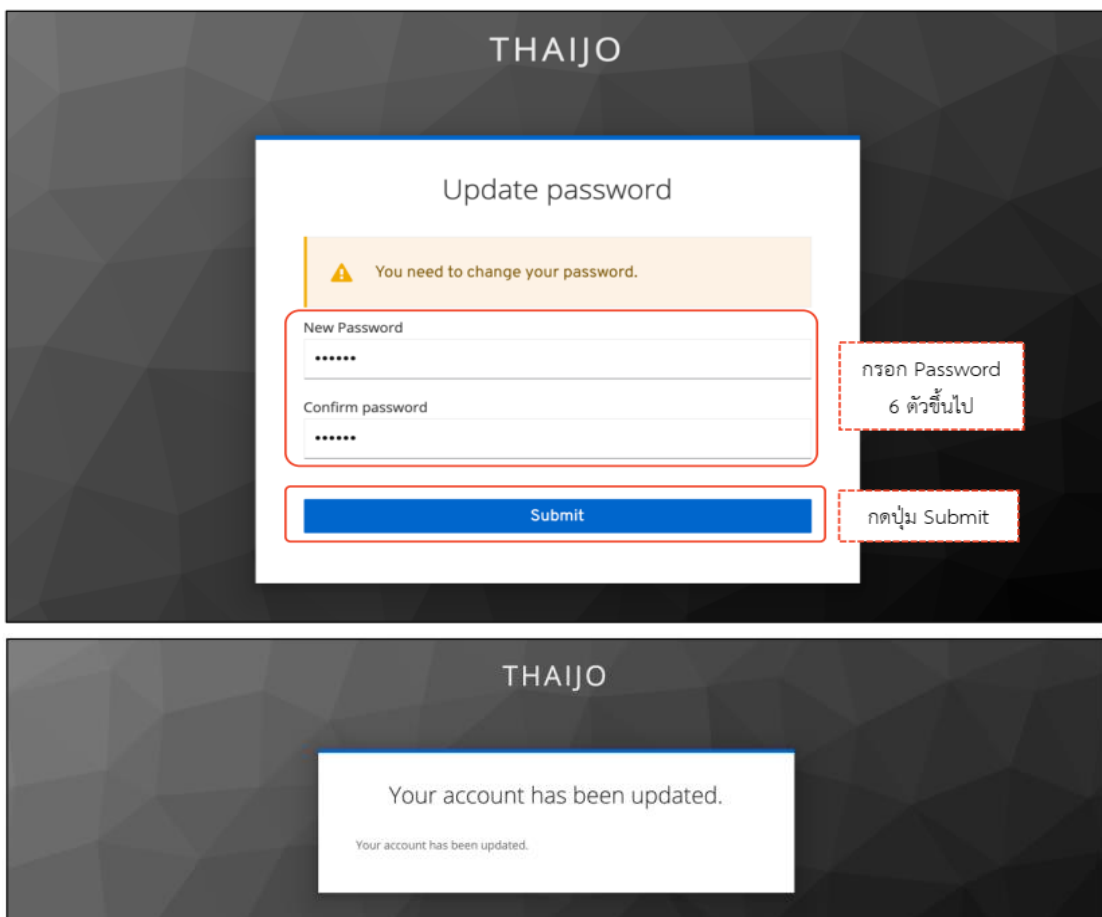 THAIJO
Update password
You need to change your password.
New Password
••••••
กรอก Password
6 ตัวขึ้นไป
Confirm password
••••••
Submit
กดปุ่ม Submit
THAIJO
Your account has been updated.
Your account has been updated.